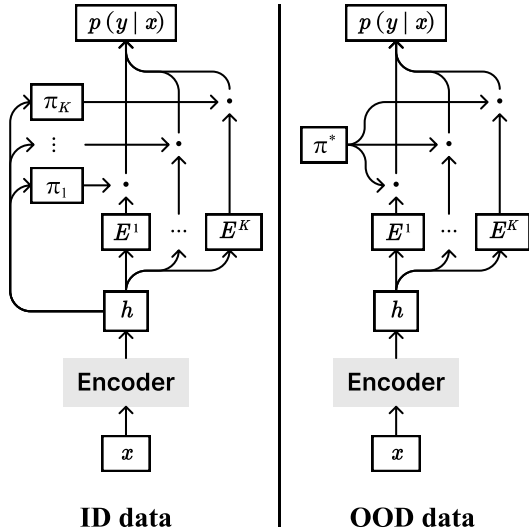 p ( y | x )
π_K
⋮
π_1
E^1
...
E^K
h
Encoder
x
ID data
p ( y | x )
π*
E^1
...
E^K
h
Encoder
x
OOD data